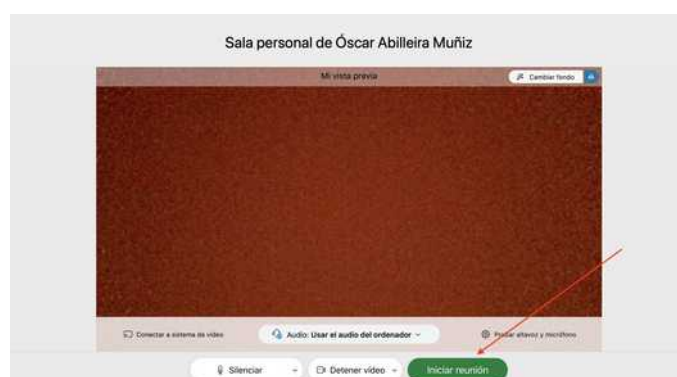 Sala personal de Óscar Abilleira Muñiz
Mi vista previa
Cambiar fondo
Conectar a sistema de vídeo
Audio: Usar el audio del ordenador
Probar altavoz y micrófono
Silenciar
Detener vídeo
Iniciar reunión